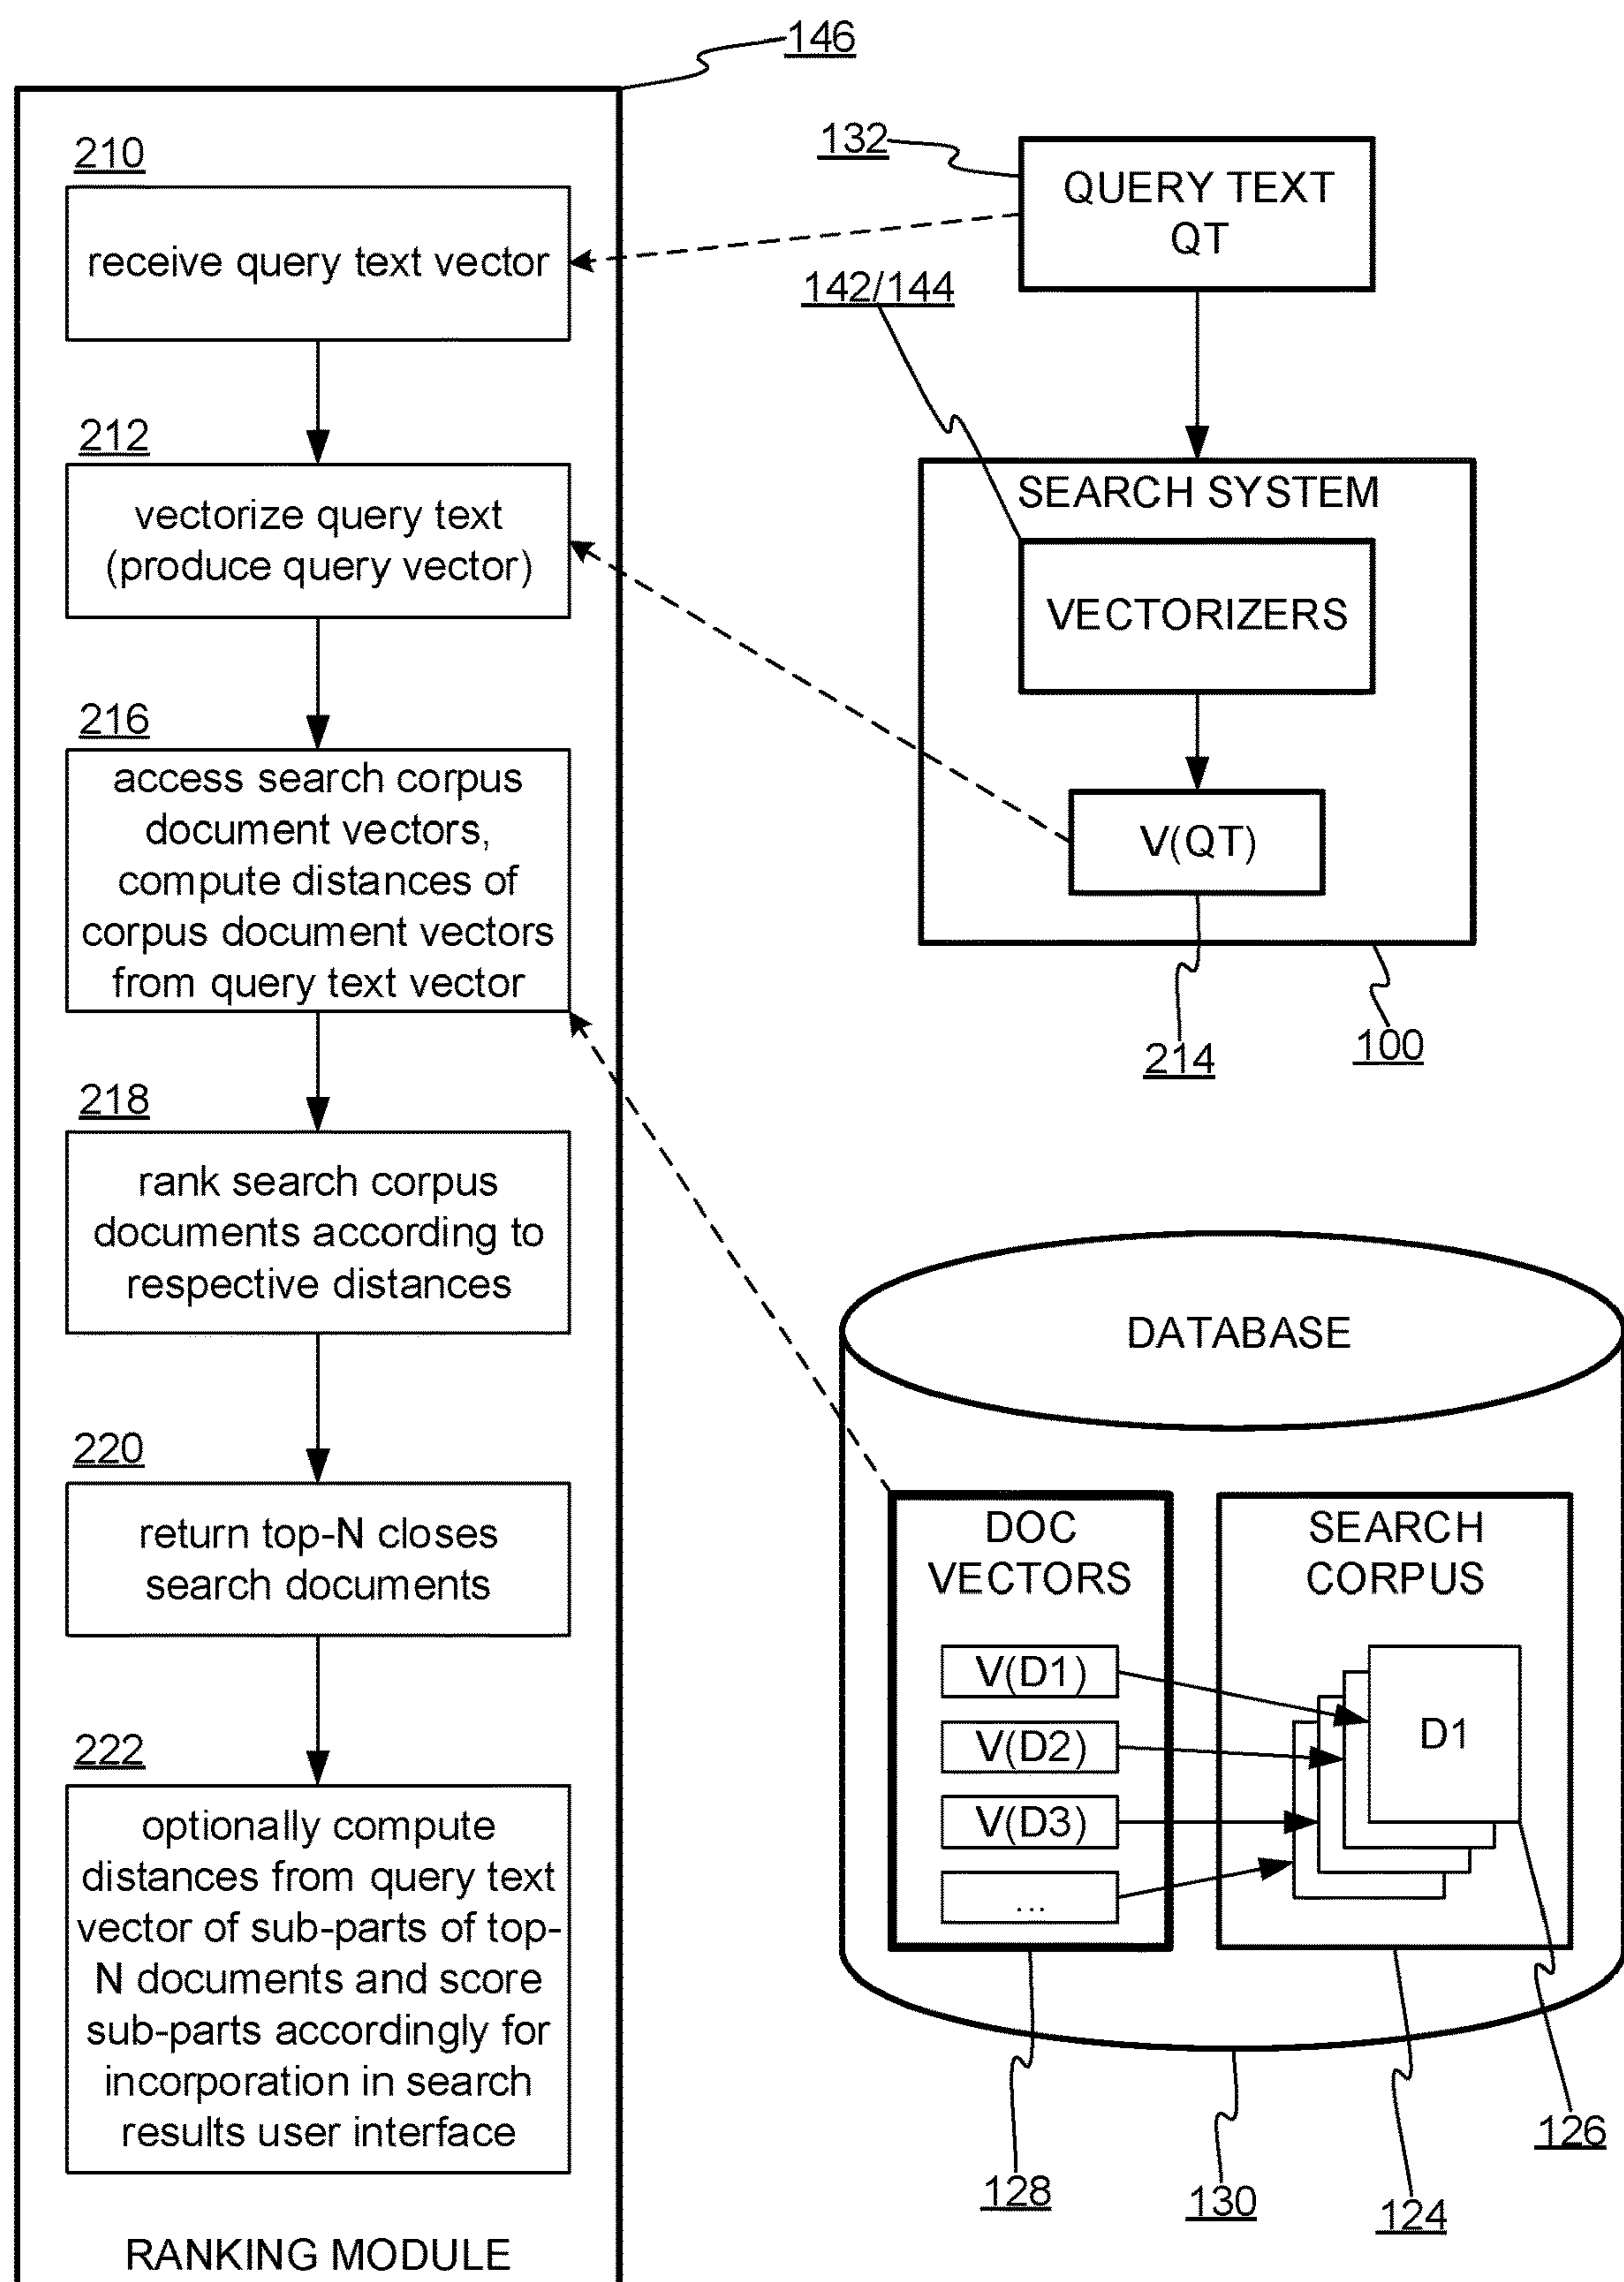 146
210
receive query text vector
212
vectorize query text
(produce query vector)
216
access search corpus
document vectors,
compute distances of
corpus document vectors
from query text vector
218
rank search corpus
documents according to
respective distances
220
return top-N closes
search documents
222
optionally compute
distances from query text
vector of sub-parts of top-
N documents and score
sub-parts accordingly for
incorporation in search
results user interface
RANKING MODULE
132
QUERY TEXT
QT
142/144
SEARCH SYSTEM
VECTORIZERS
V(QT)
214
100
DATABASE
DOC
VECTORS
V(D1)
V(D2)
V(D3)
...
SEARCH
CORPUS
D1
128
130
124
126